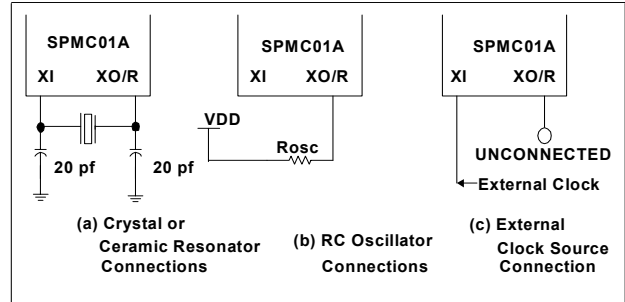 SPMC01A
XI XO/R
20 pf 20 pf
(a) Crystal or
Ceramic Resonator
Connections
SPMC01A
XI XO/R
VDD
Rosc
(b) RC Oscillator
Connections
SPMC01A
XI XO/R
UNCONNECTED
External Clock
(c) External
Clock Source
Connection